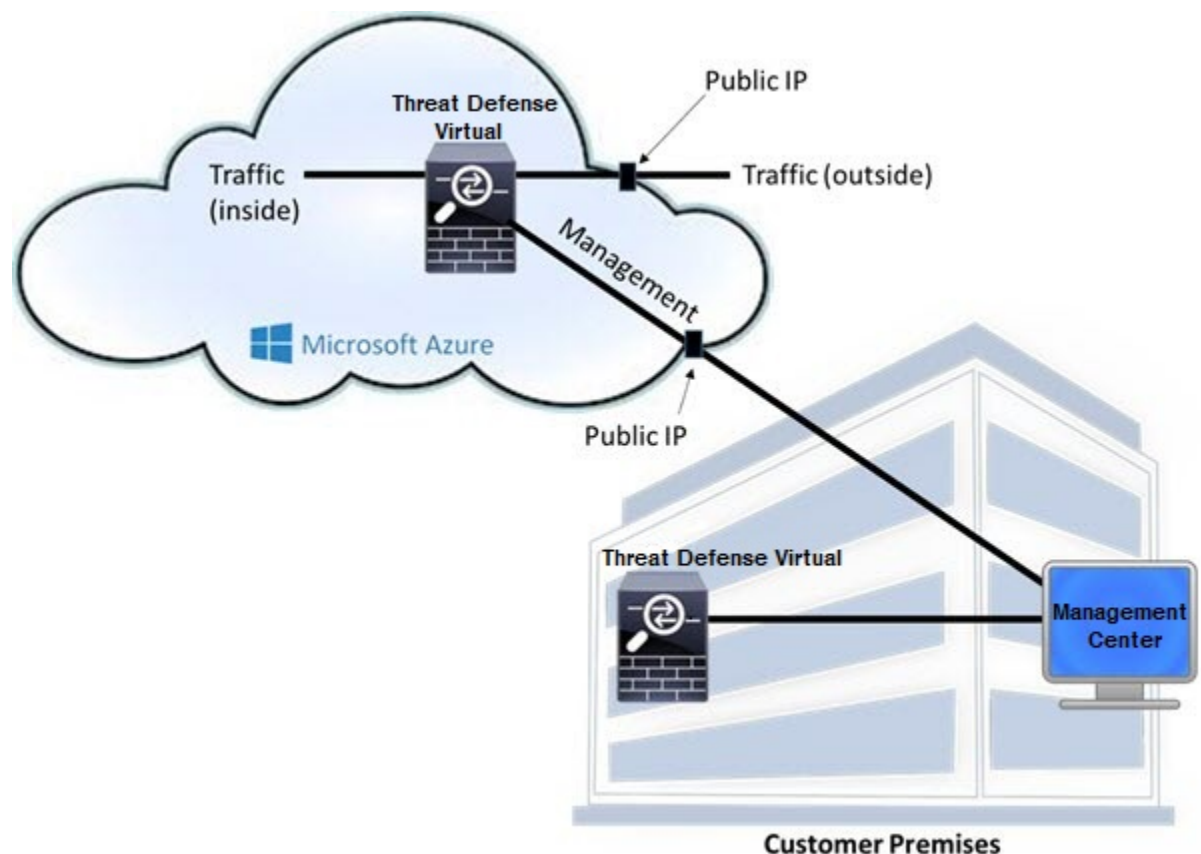 Public IP
Threat Defense
Virtual
Traffic
(inside)
Traffic (outside)
Management
Microsoft Azure
Public IP
Threat Defense Virtual
Management
Center
Customer Premises